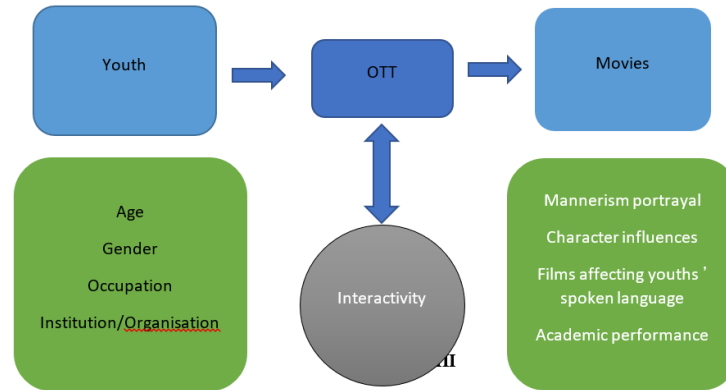 Youth
OTT
Movies
Age
Gender
Occupation
Institution/Organisation
Interactivity
Mannerism portrayal
Character influences
Films affecting youths ’
spoken language
Academic performance